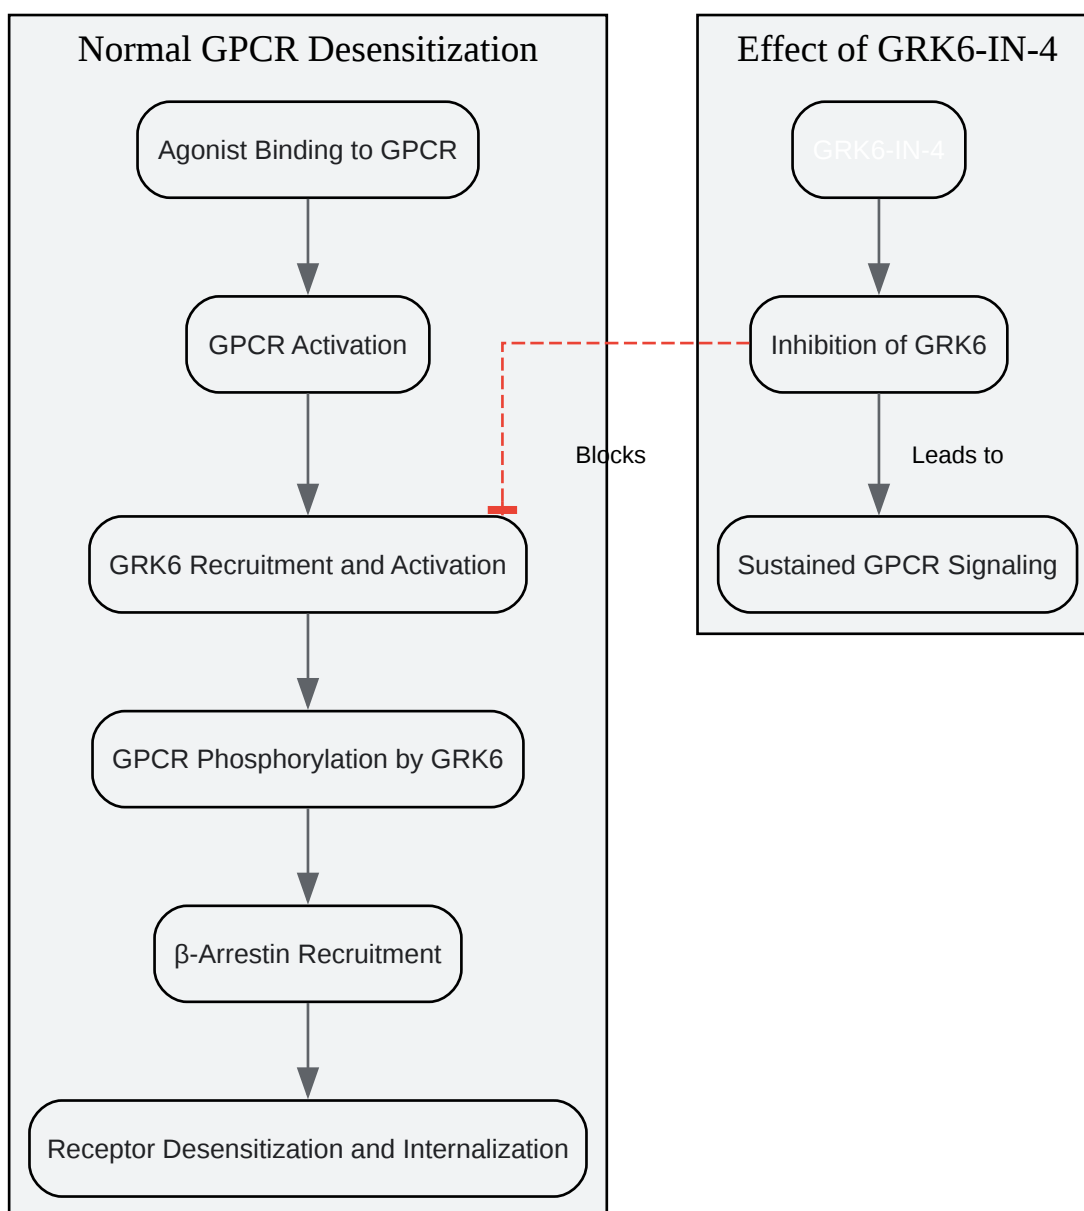 Normal GPCR Desensitization
Agonist Binding to GPCR
GPCR Activation
GRK6 Recruitment and Activation
GPCR Phosphorylation by GRK6
β-Arrestin Recruitment
Receptor Desensitization and Internalization
Blocks
Effect of GRK6-IN-4
GRK6-IN-4
Inhibition of GRK6
Leads to
Sustained GPCR Signaling